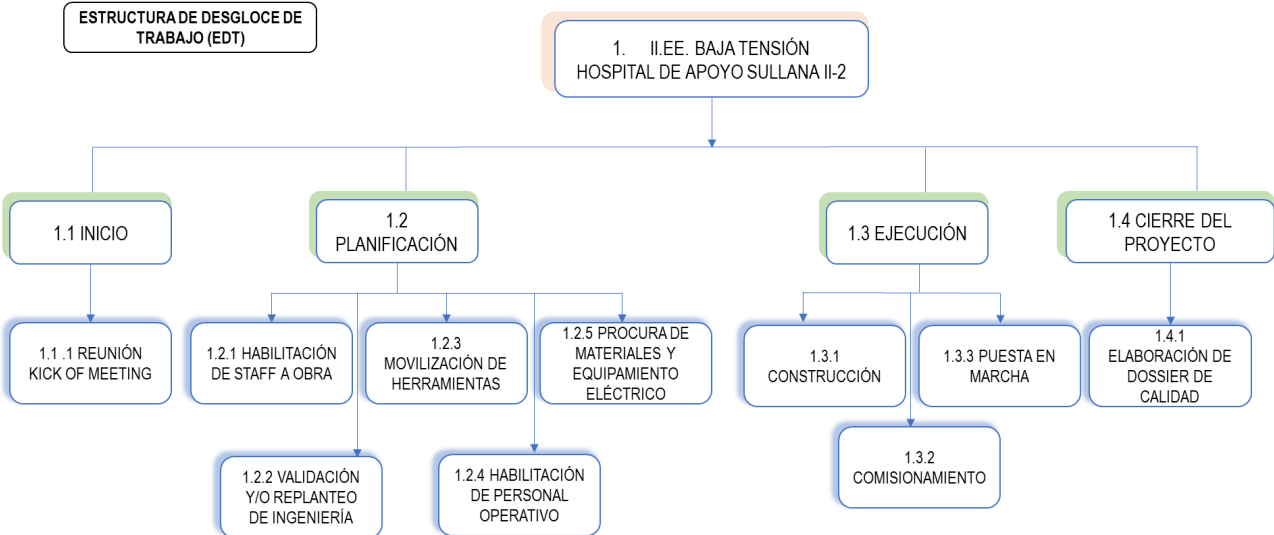 ESTRUCTURA DE DESGLOCE DE
TRABAJO (EDT)
1. II.EE. BAJA TENSIÓN
HOSPITAL DE APOYO SULLANA II-2
1.1 INICIO
1.2
PLANIFICACIÓN
1.3 EJECUCIÓN
1.4 CIERRE DEL
PROYECTO
1.1 .1 REUNIÓN
KICK OF MEETING
1.2.1 HABILITACIÓN
DE STAFF A OBRA
1.2.3
MOVILIZACIÓN DE
HERRAMIENTAS
1.2.5 PROCURA DE
MATERIALES Y
EQUIPAMIENTO
ELÉCTRICO
1.3.1
CONSTRUCCIÓN
1.3.3 PUESTA EN
MARCHA
1.4.1
ELABORACIÓN DE
DOSSIER DE
CALIDAD
1.2.2 VALIDACIÓN
Y/O REPLANTEO
DE INGENIERÍA
1.2.4 HABILITACIÓN
DE PERSONAL
OPERATIVO
1.3.2
COMISIONAMIENTO